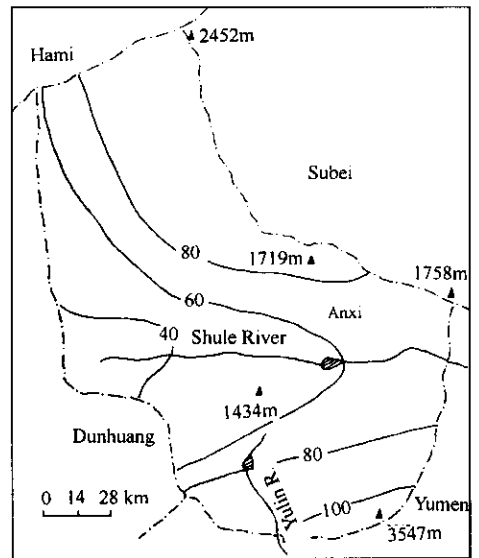 2452m
Hami
Subei
80
1719m
1758m
60
Anxi
40
Shule River
1434m
Dunhuang
80
0 14 28 km
Yulin R
100
Yumen
3547m